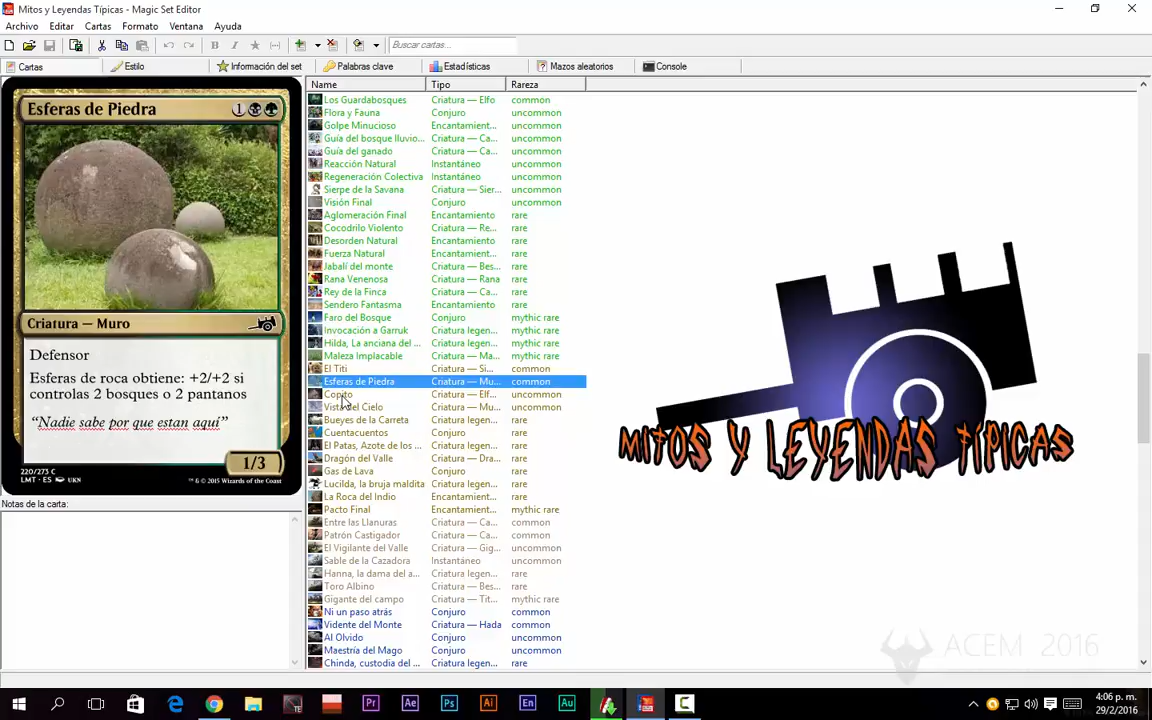 Mitos y Leyendas Típicas - Magic Set Editor
Archivo Editar Cartas Formato Ventana Ayuda
B I Buscar cartas...
Cartas Estilo Información del set Palabras clave Estadísticas Mazos aleatorios Console
Esferas de Piedra 1
Criatura — Muro
Defensor
Esferas de roca obtiene: +2/+2 si
controlas 2 bosques o 2 pantanos
“Nadie sabe por que estan aquí”
1/3
220/273 C
LMT · ES UKN ™ & © 2015 Wizards of the Coast
Notas de la carta:
Name Tipo Rareza
Los Guardabosques Criatura — Elfo common
Flora y Fauna Conjuro uncommon
Golpe Minucioso Encantamient... uncommon
Guía del bosque lluvio... Criatura — Ca... uncommon
Guía del ganado Criatura — Ca... uncommon
Reacción Natural Instantáneo uncommon
Regeneración Colectiva Instantáneo uncommon
Sierpe de la Savana Criatura — Sier... uncommon
Visión Final Conjuro uncommon
Aglomeración Final Encantamiento rare
Cocodrilo Violento Criatura — Re... rare
Desorden Natural Encantamiento rare
Fuerza Natural Encantamiento rare
Jabalí del monte Criatura — Bes... rare
Rana Venenosa Criatura — Rana rare
Rey de la Finca Criatura — Ca... rare
Sendero Fantasma Encantamiento rare
Faro del Bosque Conjuro mythic rare
Invocación a Garruk Criatura legen... mythic rare
Hilda, La anciana del ... Criatura legen... mythic rare
Maleza Implacable Criatura — Ma... mythic rare
El Titi Criatura — Si... common
Esferas de Piedra Criatura — Mu... common
Copito Criatura — Elf... uncommon
Vista del Cielo Criatura — Mu... uncommon
Bueyes de la Carreta Criatura — Bu... rare
Cuentacuentos Conjuro rare
El Patas, Azote de los ... Criatura legen... rare
Dragón del Valle Criatura — Dra... rare
Gas de Lava Conjuro rare
Lucilda, la bruja maldita Criatura legen... rare
La Roca del Indio Encantamient... rare
Pacto Final Encantamient... mythic rare
Entre las Llanuras Criatura — Ca... common
Patrón Castigador Criatura — Ca... common
El Vigilante del Valle Criatura — Gig... uncommon
Sable de la Cazadora Instantáneo uncommon
Hanna, la dama del a... Criatura legen... rare
Toro Albino Criatura — Bes... rare
Gigante del campo Criatura — Tit... mythic rare
Ni un paso atrás Conjuro common
Vidente del Monte Criatura — Hada common
Al Olvido Conjuro uncommon
Maestría del Mago Conjuro uncommon
Chinda, custodia del ... Criatura legen... rare
MITOS Y LEYENDAS TÍPICAS
ACEM 2016
TE Pr Ae Ps Ai En Au
4:06 p. m.
29/2/2016